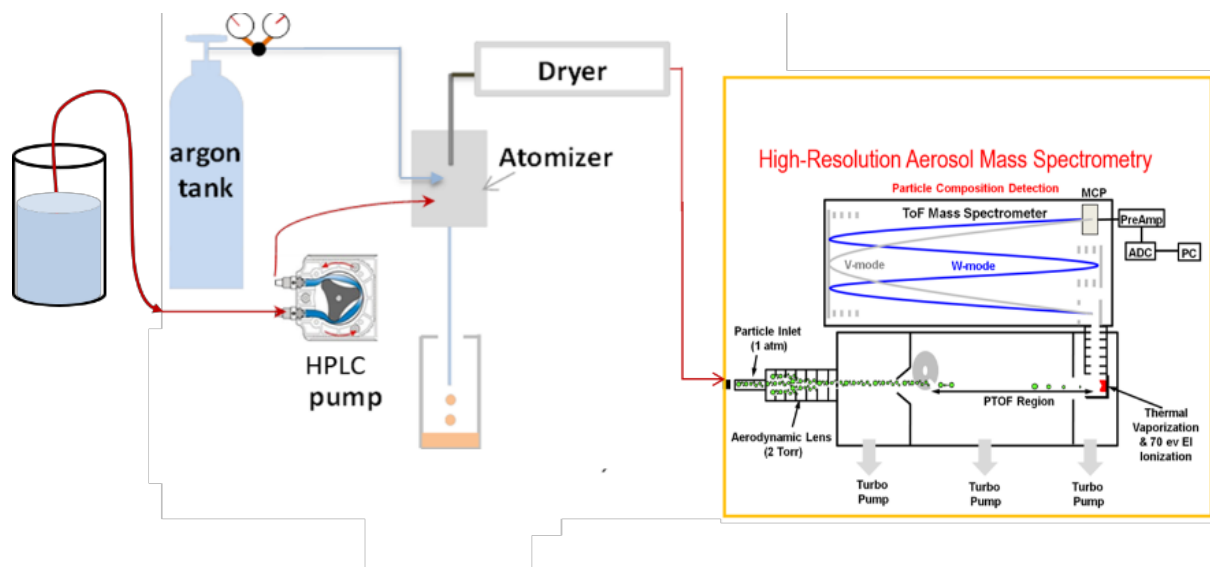 Dryer
argon
tank
Atomizer
HPLC
pump
High-Resolution Aerosol Mass Spectrometry
Particle Composition Detection
MCP
ToF Mass Spectrometer
PreAmp
ADC
PC
V-mode
W-mode
Particle Inlet
(1 atm)
PTOF Region
Aerodynamic Lens
(2 Torr)
Thermal
Vaporization
& 70 ev EI
Ionization
Turbo
Pump
Turbo
Pump
Turbo
Pump